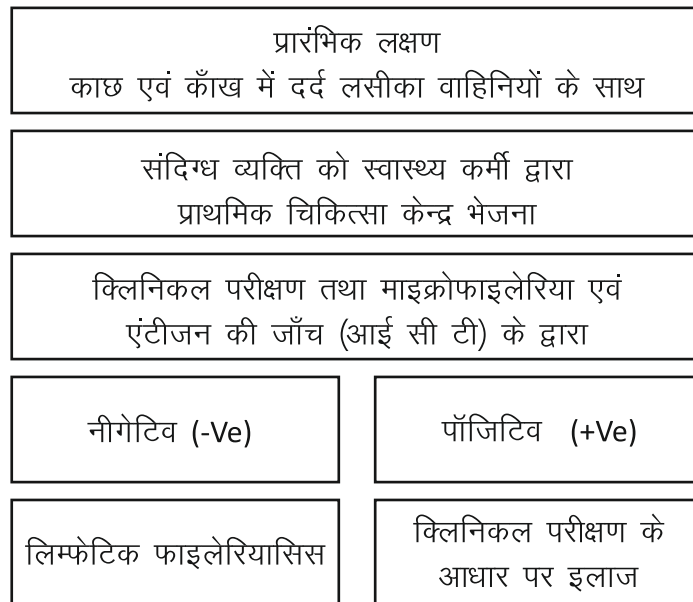 प्रारंभिक लक्षण
काछ एवं काँख में दर्द लसीका वाहिनियों के साथ
संदिग्ध व्यक्ति को स्वास्थ्य कर्मी द्वारा
प्राथमिक चिकित्सा केन्द्र भेजना
क्लिनिकल परीक्षण तथा माइक्रोफाइलेरिया एवं
एंटीजन की जाँच (आई सी टी) के द्वारा
नीगेटिव (-Ve)
पॉजिटिव (+Ve)
लिम्फेटिक फाइलेरियासिस
क्लिनिकल परीक्षण के
आधार पर इलाज